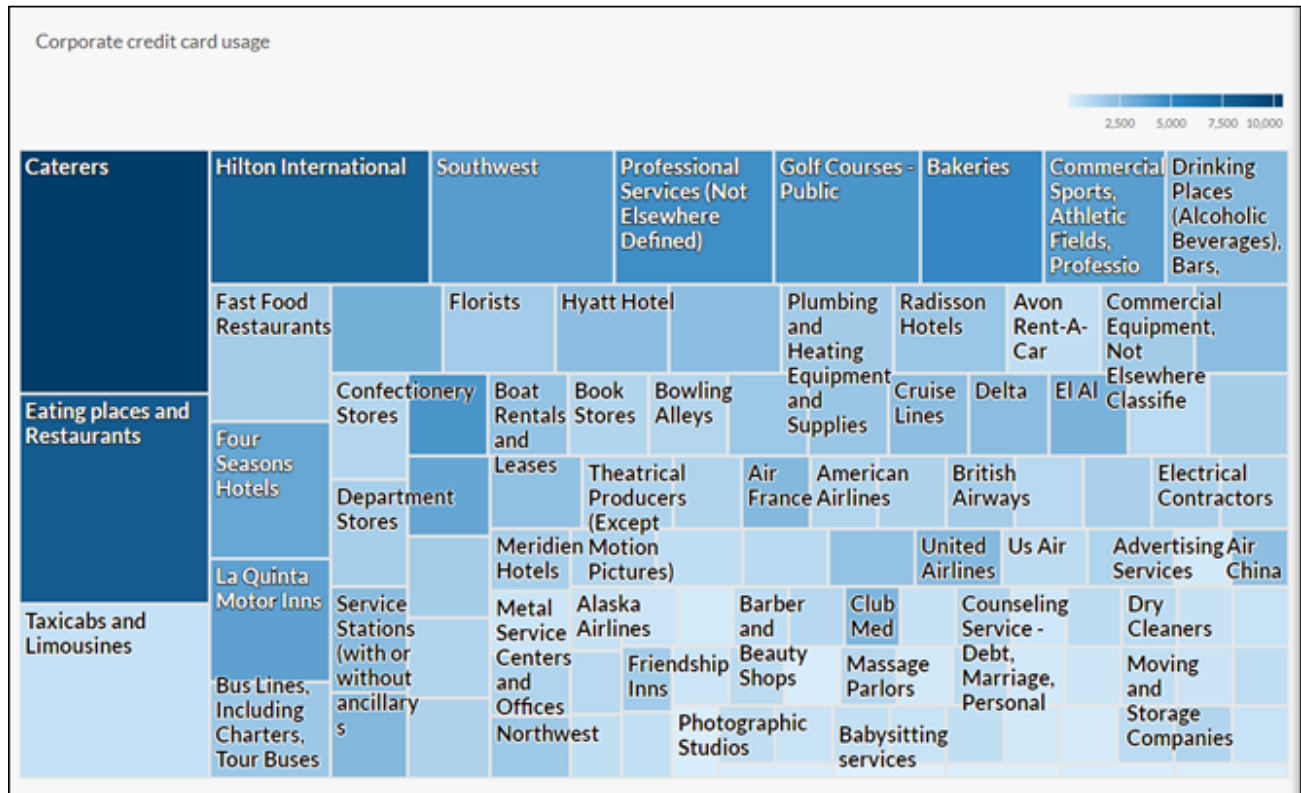 Corporate credit card usage
2,500 5,000 7,500 10,000
Caterers
Hilton International
Southwest
Professional
Services (Not
Elsewhere
Defined)
Golf Courses -
Public
Bakeries
Commercial
Sports,
Athletic
Fields,
Professio
Drinking
Places
(Alcoholic
Beverages),
Bars,
Fast Food
Restaurants
Florists
Hyatt Hotel
Plumbing
and
Heating
Equipment
and
Supplies
Radisson
Hotels
Avon
Rent-A-
Car
Commercial
Equipment,
Not
Elsewhere
Classifie
Eating places and
Restaurants
Four
Seasons
Hotels
Confectionery
Stores
Boat
Rentals
and
Leases
Book
Stores
Bowling
Alleys
Cruise
Lines
Delta
El Al
Department
Stores
Theatrical
Producers
(Except
Motion
Pictures)
Air
France
American
Airlines
British
Airways
Electrical
Contractors
Meridien
Hotels
United
Airlines
Us Air
Advertising
Services
Air
China
La Quinta
Motor Inns
Taxicabs and
Limousines
Service
Stations
(with or
without
ancillary
s
Metal
Service
Centers
and
Offices
Alaska
Airlines
Barber
and
Beauty
Shops
Club
Med
Counseling
Service -
Debt,
Marriage,
Personal
Dry
Cleaners
Friendship
Inns
Massage
Parlors
Moving
and
Storage
Companies
Bus Lines,
Including
Charters,
Tour Buses
Northwest
Photographic
Studios
Babysitting
services